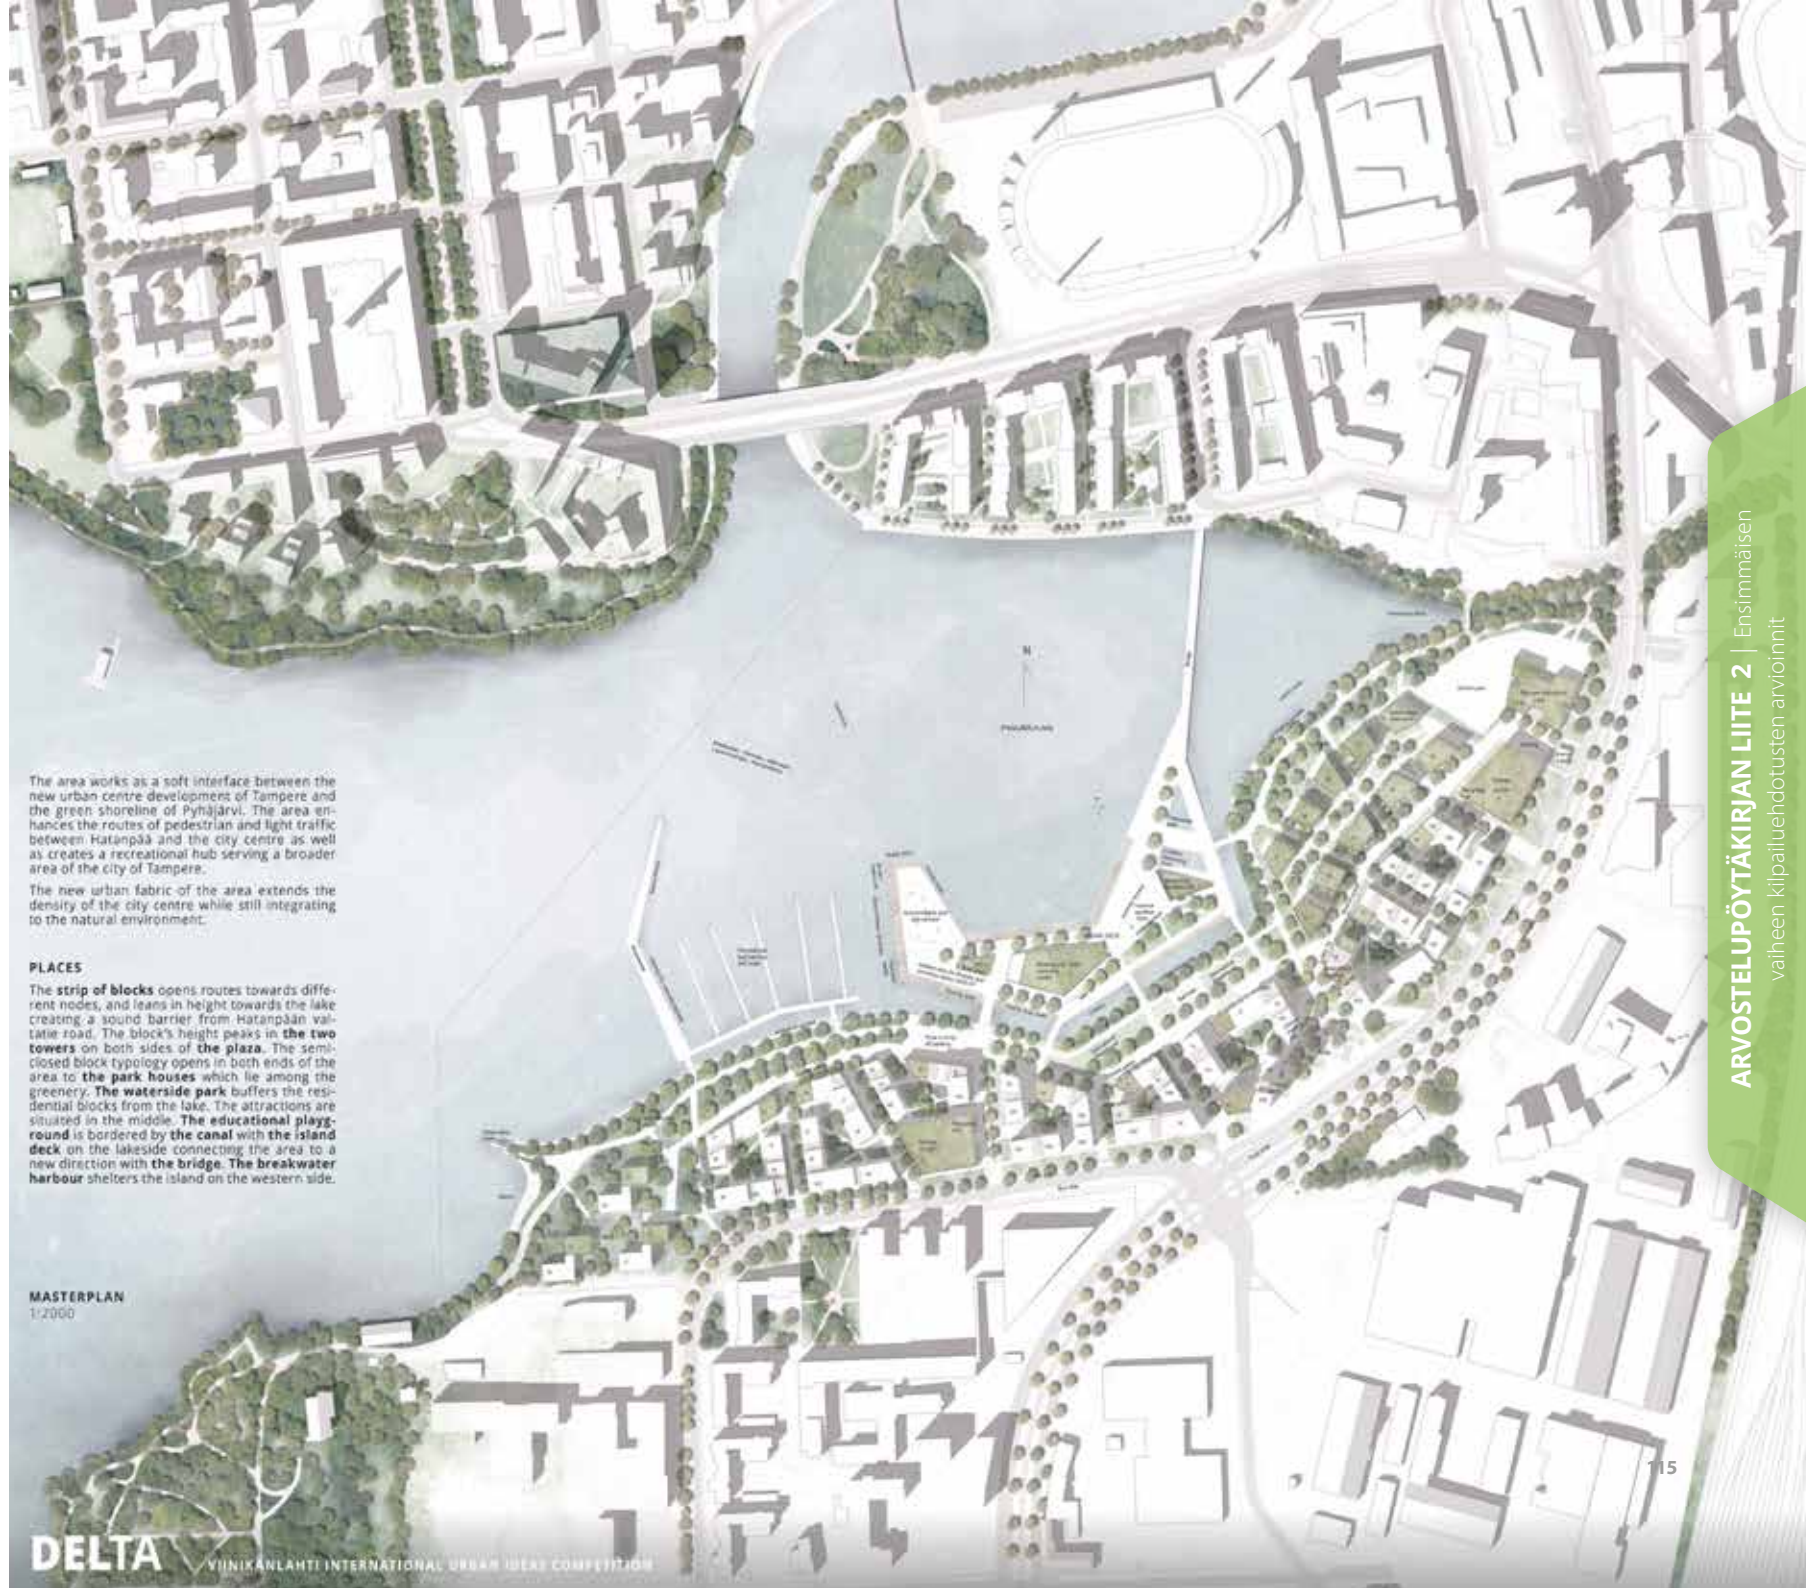 The area works as a soft interface between the
new urban centre development of Tampere and
the green shoreline of Pyhäjärvi. The area en-
hances the routes of pedestrian and light traffic
between Hatanpää and the city centre as well
as creates a recreational hub serving a broader
area of the city of Tampere.
The new urban fabric of the area extends the
density of the city centre while still integrating
to the natural environment.
PLACES
The strip of blocks opens routes towards diffe-
rent nodes, and leans in height towards the lake
creating a sound barrier from Hatanpään val-
tatie road. The block's height peaks in the two
towers on both sides of the plaza. The semi-
closed block typology opens in both ends of the
area to the park houses which lie among the
greenery. The waterside park buffers the resi-
dential blocks from the lake. The attractions are
situated in the middle. The educational playg-
round is bordered by the canal with the island
deck on the lakeside connecting the area to a
new direction with the bridge. The breakwater
harbour shelters the island on the western side.
MASTERPLAN
1:2000
N
DELTA
VIINIKANLAHTI INTERNATIONAL URBAN IDEAS COMPETITION
ARVOSTELUPÖYTÄKIRJAN LIITE 2 | Ensimmäisen
vaiheen kilpailuehdotusten arvioinnit
115